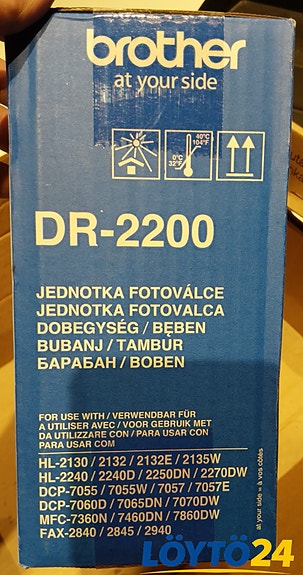 brother
at your side
40°C
104°F
0°C
32°F
DR-2200
JEDNOTKA FOTOVÁLCE
JEDNOTKA FOTOVALCA
DOBEGYSÉG / BĘBEN
BUBANJ / TAMBUR
БАРАБАН / BOBEN
FOR USE WITH / VERWENDBAR FÜR
A UTILISER AVEC / VOOR GEBRUIK MET
DA UTILIZZARE CON / PARA USAR CON
PARA USAR COM
HL-2130 / 2132 / 2132E / 2135W
HL-2240 / 2240D / 2250DN / 2270DW
DCP-7055 / 7055W / 7057 / 7057E
DCP-7060D / 7065DN / 7070DW
MFC-7360N / 7460DN / 7860DW
FAX-2840 / 2845 / 2940
at your side = à vos côtés
LÖYTÖ24